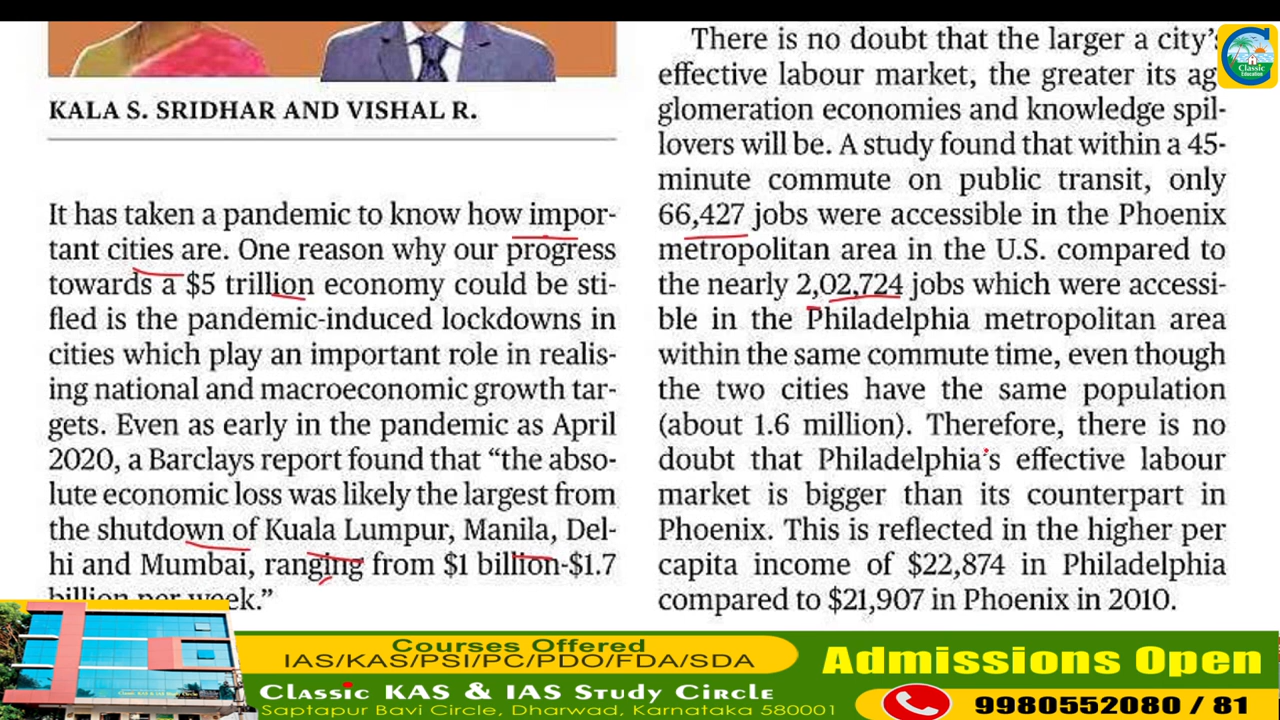 KALA S. SRIDHAR AND VISHAL R.
It has taken a pandemic to know how impor-
tant cities are. One reason why our progress
towards a $5 trillion economy could be sti-
fled is the pandemic-induced lockdowns in
cities which play an important role in realis-
ing national and macroeconomic growth tar-
gets. Even as early in the pandemic as April
2020, a Barclays report found that “the abso-
lute economic loss was likely the largest from
the shutdown of Kuala Lumpur, Manila, Del-
hi and Mumbai, ranging from $1 billion-$1.7
billion per week.”
There is no doubt that the larger a city’s
effective labour market, the greater its ag
glomeration economies and knowledge spil-
lovers will be. A study found that within a 45-
minute commute on public transit, only
66,427 jobs were accessible in the Phoenix
metropolitan area in the U.S. compared to
the nearly 2,02,724 jobs which were accessi-
ble in the Philadelphia metropolitan area
within the same commute time, even though
the two cities have the same population
(about 1.6 million). Therefore, there is no
doubt that Philadelphia’s effective labour
market is bigger than its counterpart in
Phoenix. This is reflected in the higher per
capita income of $22,874 in Philadelphia
compared to $21,907 in Phoenix in 2010.
Classic
Education
Courses Offered
IAS/KAS/PSI/PC/PDO/FDA/SDA
Classic KAS & IAS Study Circle
Saptapur Bavi Circle, Dharwad, Karnataka 580001
Admissions Open
9980552080 / 81